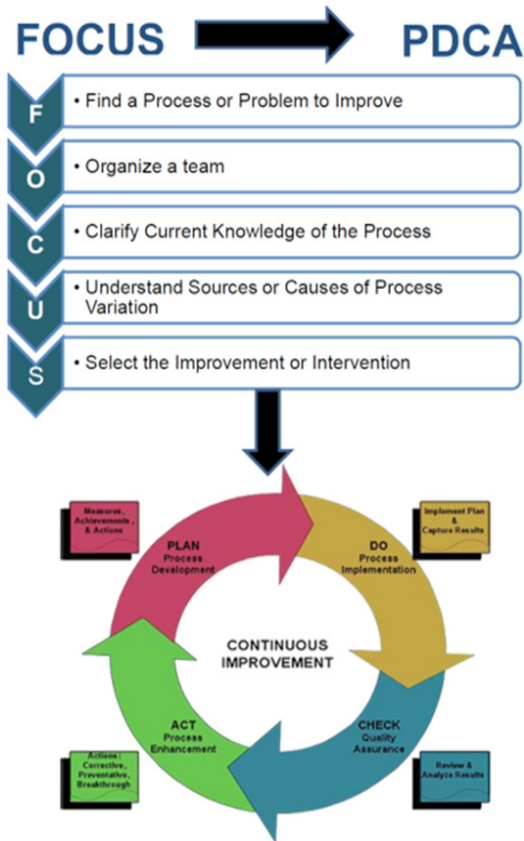 FOCUS PDCA
F • Find a Process or Problem to Improve
O • Organize a team
C • Clarify Current Knowledge of the Process
U • Understand Sources or Causes of Process
Variation
S • Select the Improvement or Intervention
Measures,
Achievements,
& Actions
Implement Plan
&
Capture Results
PLAN
Process
Development
DO
Process
Implementation
CONTINUOUS
IMPROVEMENT
ACT
Process
Enhancement
CHECK
Quality
Assurance
Actions:
Corrective,
Preventative,
Breakthrough
Review &
Analyze Results